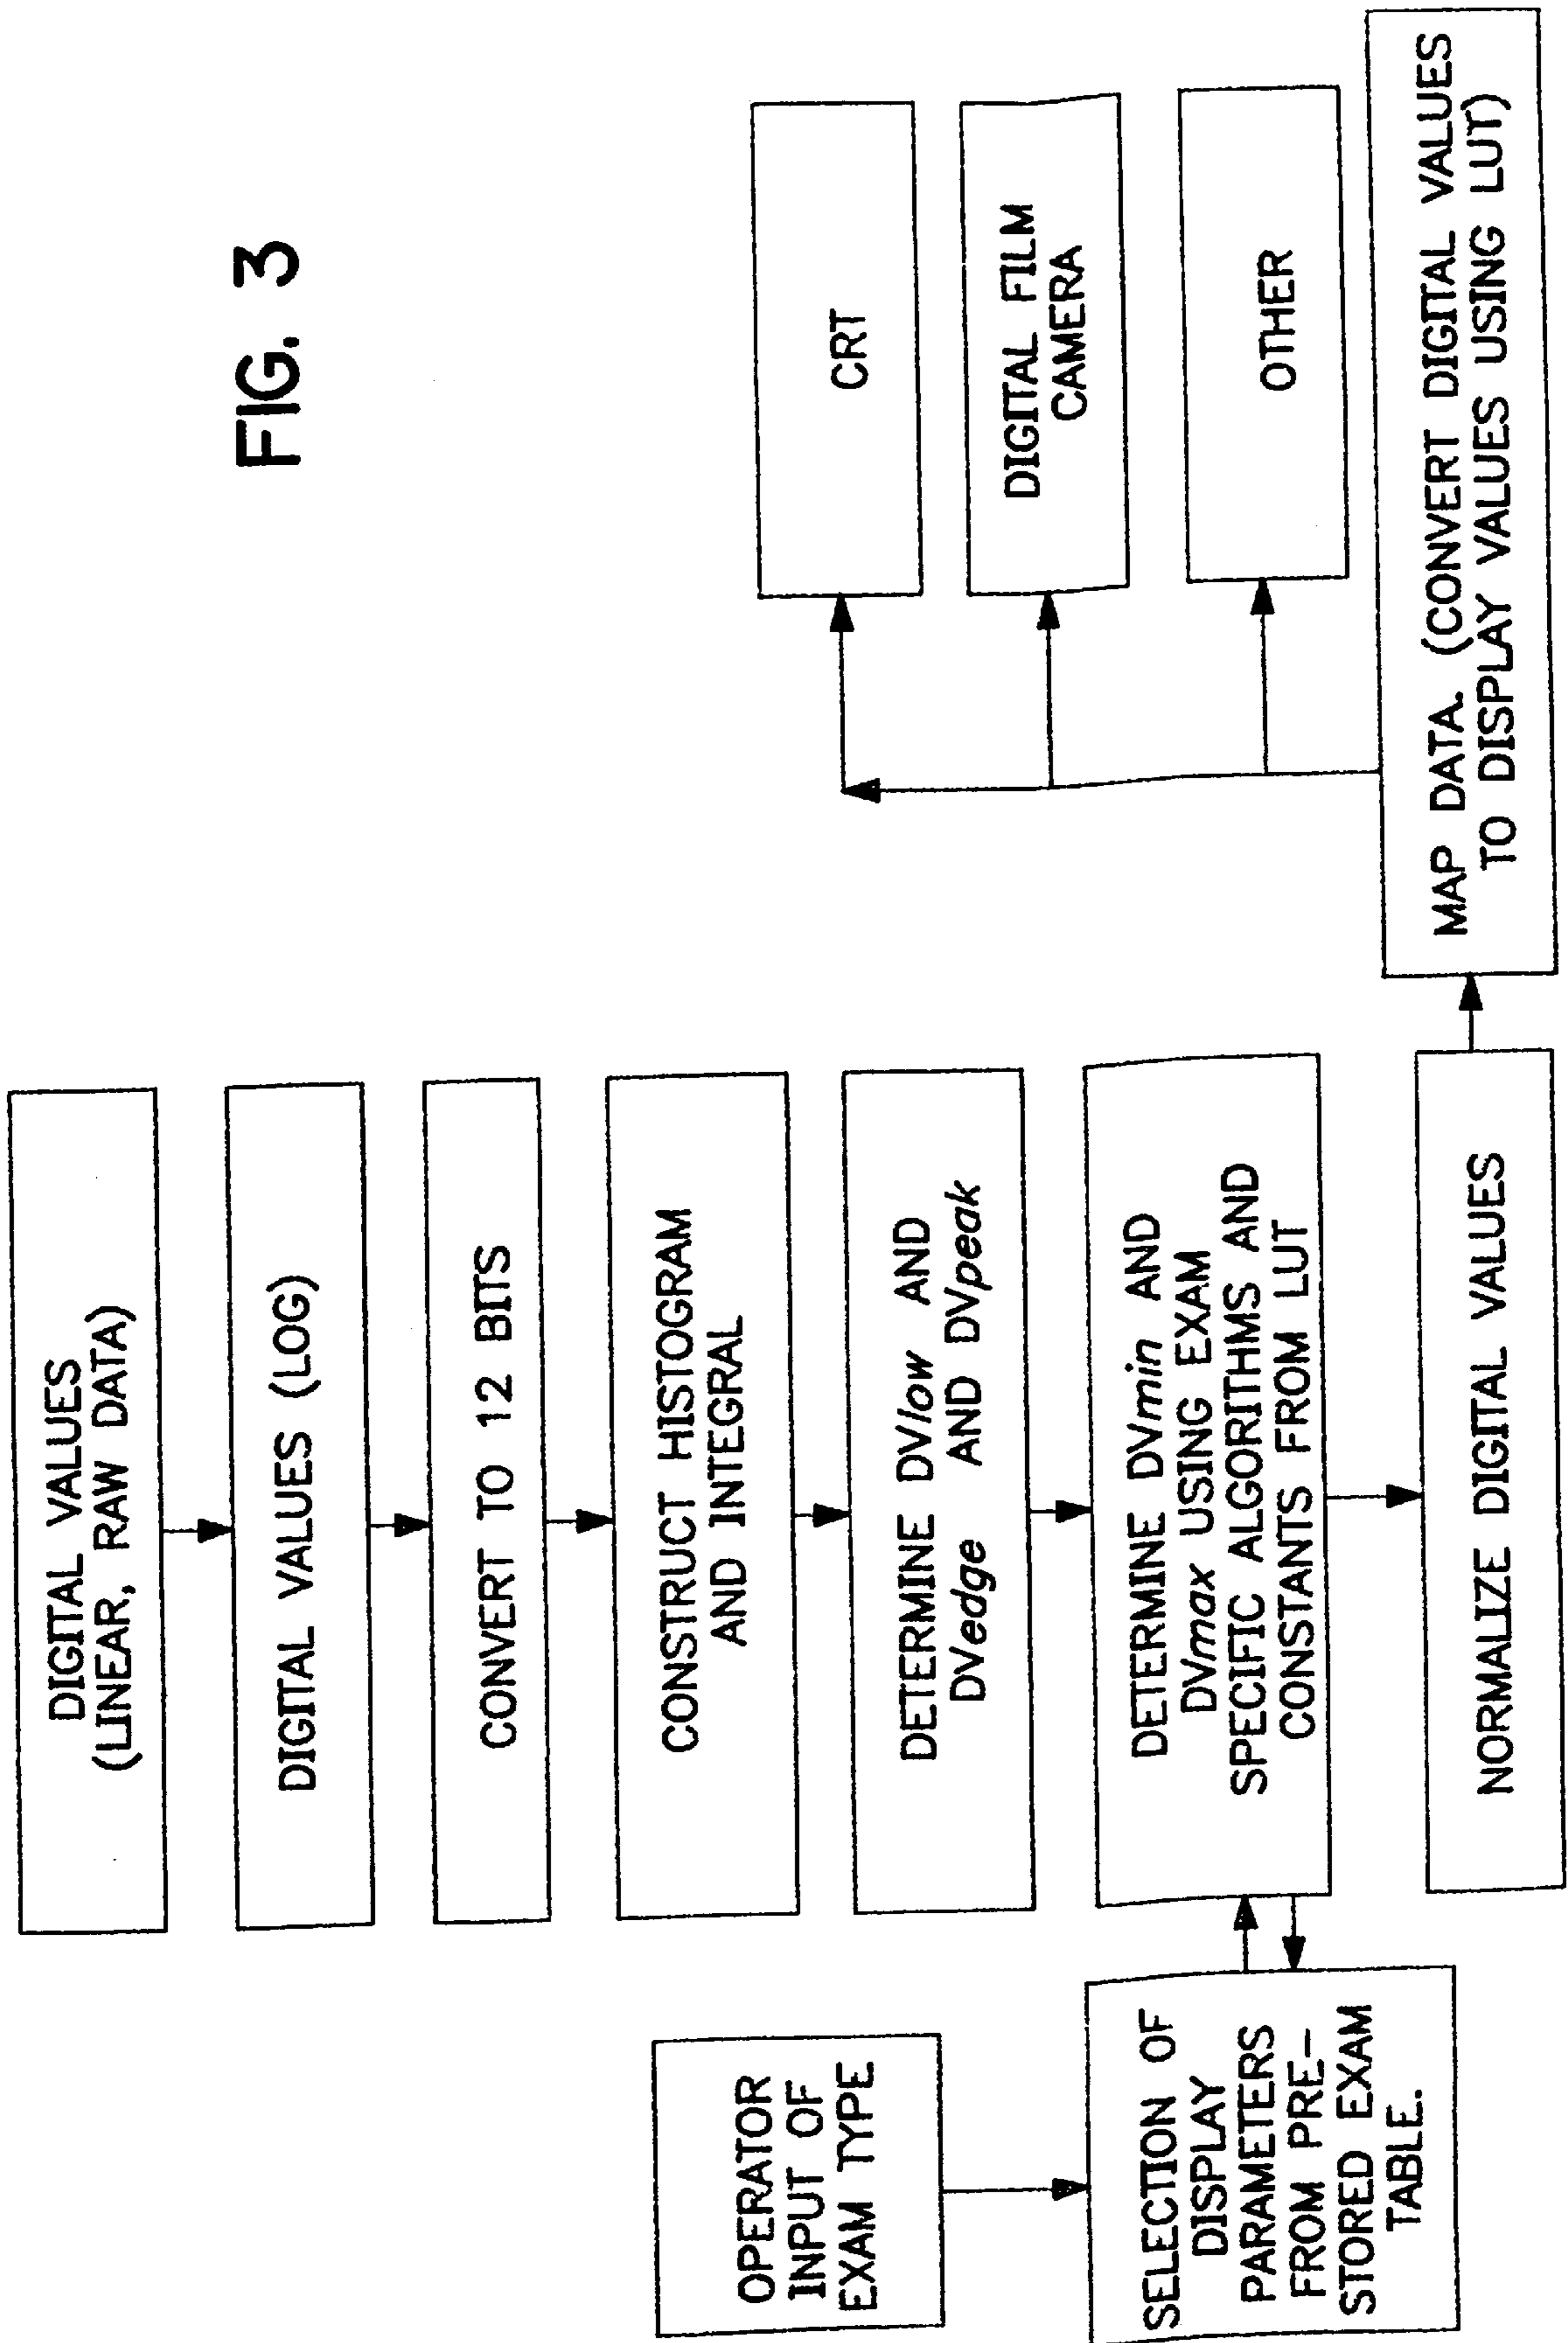 FIG. 3
DIGITAL VALUES
(LINEAR, RAW DATA)
DIGITAL VALUES (LOG)
CONVERT TO 12 BITS
CONSTRUCT HISTOGRAM
AND INTEGRAL
DETERMINE DVlow AND
DVedge AND DVpeak
OPERATOR
INPUT OF
EXAM TYPE
SELECTION OF
DISPLAY
PARAMETERS
FROM PRE-
STORED EXAM
TABLE.
DETERMINE DVmin AND
DVmax USING EXAM
SPECIFIC ALGORITHMS AND
CONSTANTS FROM LUT
NORMALIZE DIGITAL VALUES
MAP DATA. (CONVERT DIGITAL VALUES
TO DISPLAY VALUES USING LUT)
CRT
DIGITAL FILM
CAMERA
OTHER